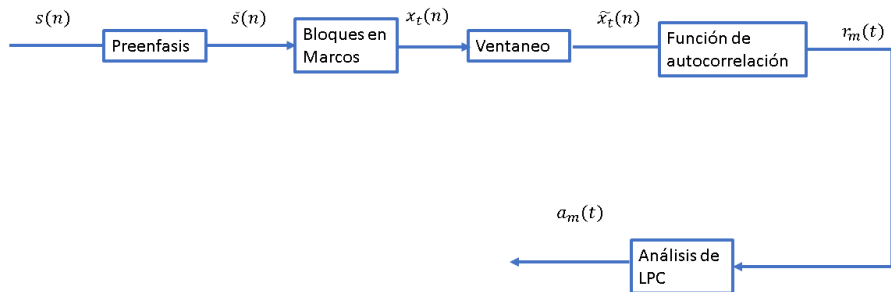 s(n)
š(n)
x_t(n)
x̃_t(n)
r_m(t)
Preenfasis
Bloques en
Marcos
Ventaneo
Función de
autocorrelación
a_m(t)
Análisis de
LPC